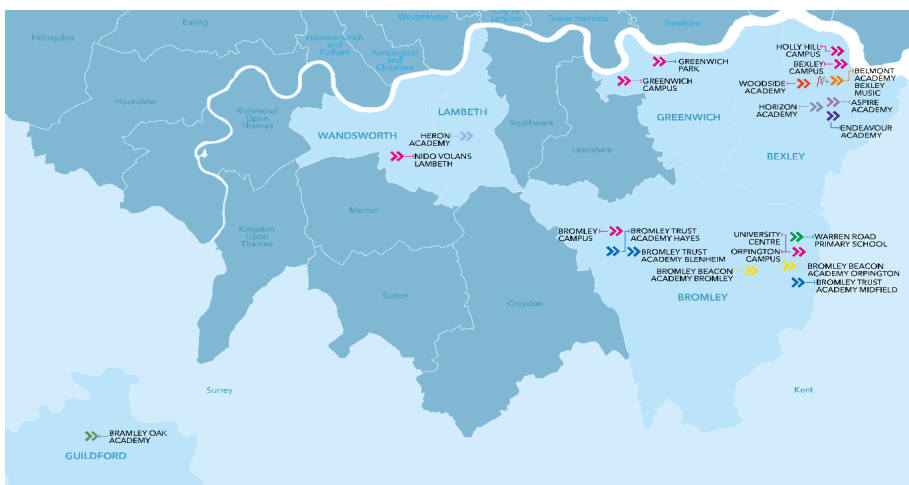 Hillingdon
Ealing
Hammersmith
and
Fulham
Westminster
Kensington
and
Chelsea
City of
London
Tower Hamlets
Newham
Hounslow
Richmond
Upon
Thames
WANDSWORTH
LAMBETH
HERON
ACADEMY
NIDO VOLANS
LAMBETH
Southwark
Lewisham
GREENWICH
PARK
GREENWICH
CAMPUS
GREENWICH
HOLLY HILL
CAMPUS
BEXLEY
CAMPUS
WOODSIDE
ACADEMY
BELMONT
ACADEMY
BEXLEY
MUSIC
HORIZON
ACADEMY
ASPIRE
ACADEMY
ENDEAVOUR
ACADEMY
BEXLEY
Kingston
Upon
Thames
Merton
Sutton
Croydon
BROMLEY
CAMPUS
BROMLEY TRUST
ACADEMY HAYES
BROMLEY TRUST
ACADEMY BLENHEIM
BROMLEY BEACON
ACADEMY BROMLEY
UNIVERSITY
CENTRE
ORPINGTON
CAMPUS
WARREN ROAD
PRIMARY SCHOOL
BROMLEY BEACON
ACADEMY ORPINGTON
BROMLEY TRUST
ACADEMY MIDFIELD
BROMLEY
Surrey
Kent
BRAMLEY OAK
ACADEMY
GUILDFORD